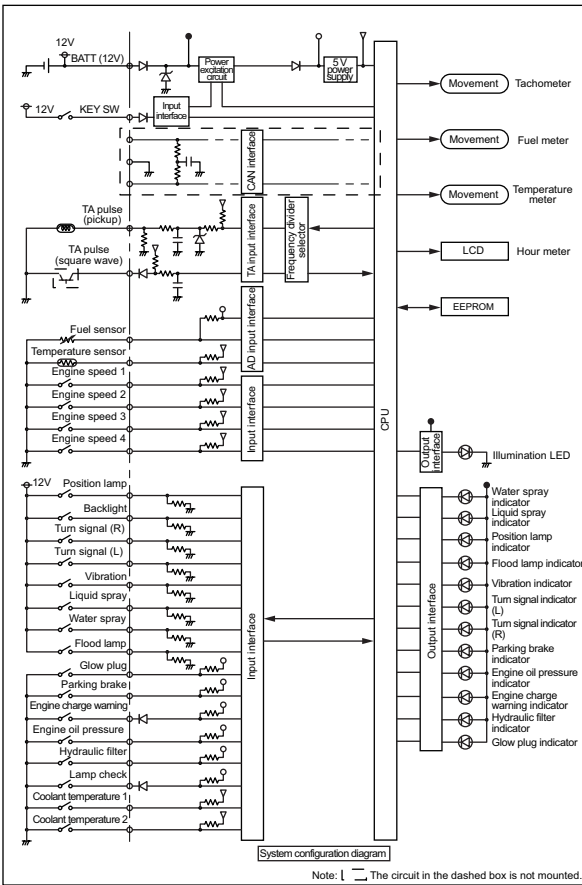 12V
BATT (12V)
Power
excitation
circuit
5 V
power
supply
12V
KEY SW
Input
interface
CAN interface
TA pulse
(pickup)
TA pulse
(square wave)
TA input interface
Frequency divider
selector
Fuel sensor
Temperature sensor
AD input interface
Engine speed 1
Engine speed 2
Engine speed 3
Engine speed 4
Input interface
CPU
Movement
Tachometer
Movement
Fuel meter
Movement
Temperature
meter
LCD
Hour meter
EEPROM
Output
interface
Illumination LED
12V
Position lamp
Backlight
Turn signal (R)
Turn signal (L)
Vibration
Liquid spray
Water spray
Flood lamp
Glow plug
Parking brake
Engine charge warning
Engine oil pressure
Hydraulic filter
Lamp check
Coolant temperature 1
Coolant temperature 2
Input interface
Output interface
Water spray
indicator
Liquid spray
indicator
Position lamp
indicator
Flood lamp indicator
Vibration indicator
Turn signal indicator
(L)
Turn signal indicator
(R)
Parking brake
indicator
Engine oil pressure
indicator
Engine charge
warning indicator
Hydraulic filter
indicator
Glow plug indicator
System configuration diagram
Note: The circuit in the dashed box is not mounted.